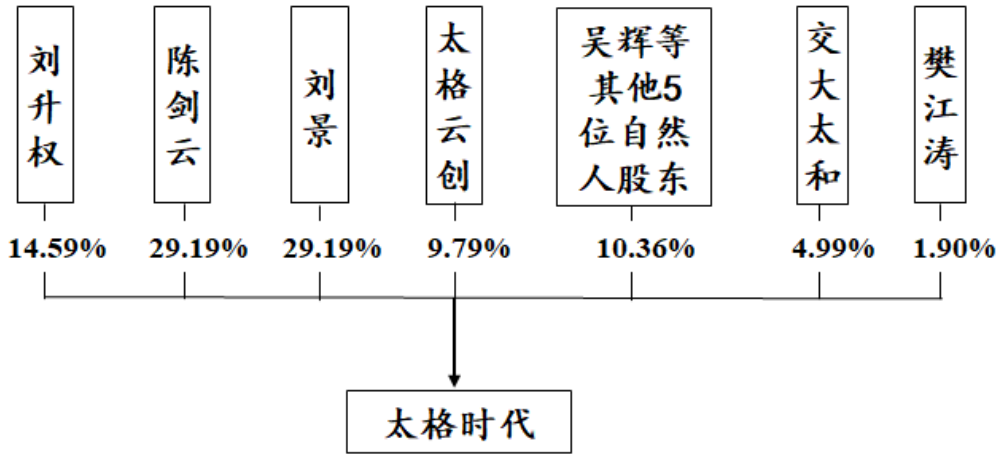 刘升权
陈剑云
刘景
太格云创
吴辉等
其他5
位自然
人股东
交大太和
樊江涛
14.59%
29.19%
29.19%
9.79%
10.36%
4.99%
1.90%
太格时代